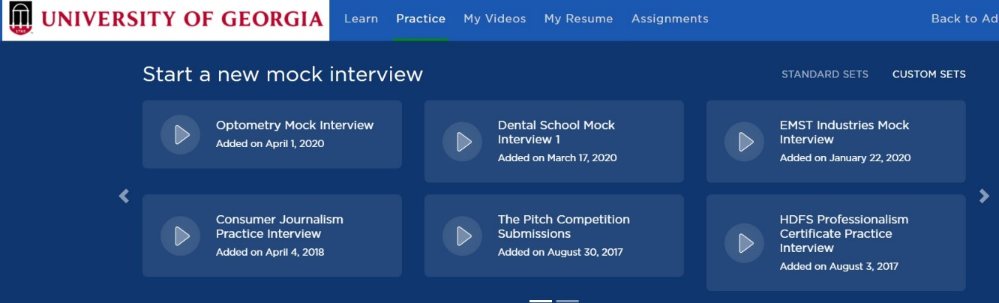 UNIVERSITY OF GEORGIA
1785
Learn Practice My Videos My Resume Assignments Back to Ad
Start a new mock interview
STANDARD SETS CUSTOM SETS
Optometry Mock Interview
Added on April 1, 2020
Dental School Mock
Interview 1
Added on March 17, 2020
EMST Industries Mock
Interview
Added on January 22, 2020
Consumer Journalism
Practice Interview
Added on April 4, 2018
The Pitch Competition
Submissions
Added on August 30, 2017
HDFS Professionalism
Certificate Practice
Interview
Added on August 3, 2017